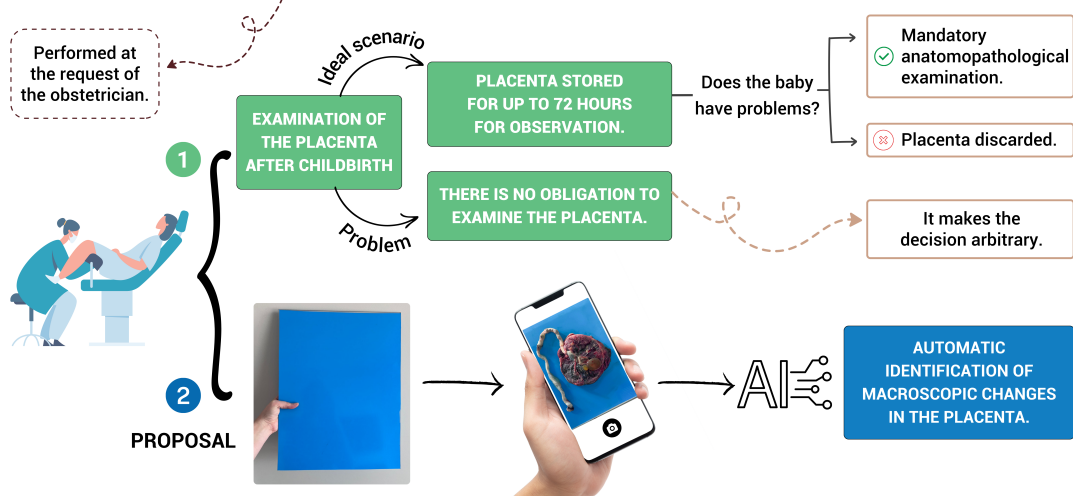 Performed at
the request of
the obstetrician.
Ideal scenario
PLACENTA STORED
FOR UP TO 72 HOURS
FOR OBSERVATION.
Does the baby
have problems?
Mandatory
anatomopathological
examination.
Placenta discarded.
1
EXAMINATION OF
THE PLACENTA
AFTER CHILDBIRTH
Problem
THERE IS NO OBLIGATION TO
EXAMINE THE PLACENTA.
It makes the
decision arbitrary.
2
PROPOSAL
AI
AUTOMATIC
IDENTIFICATION OF
MACROSCOPIC CHANGES
IN THE PLACENTA.